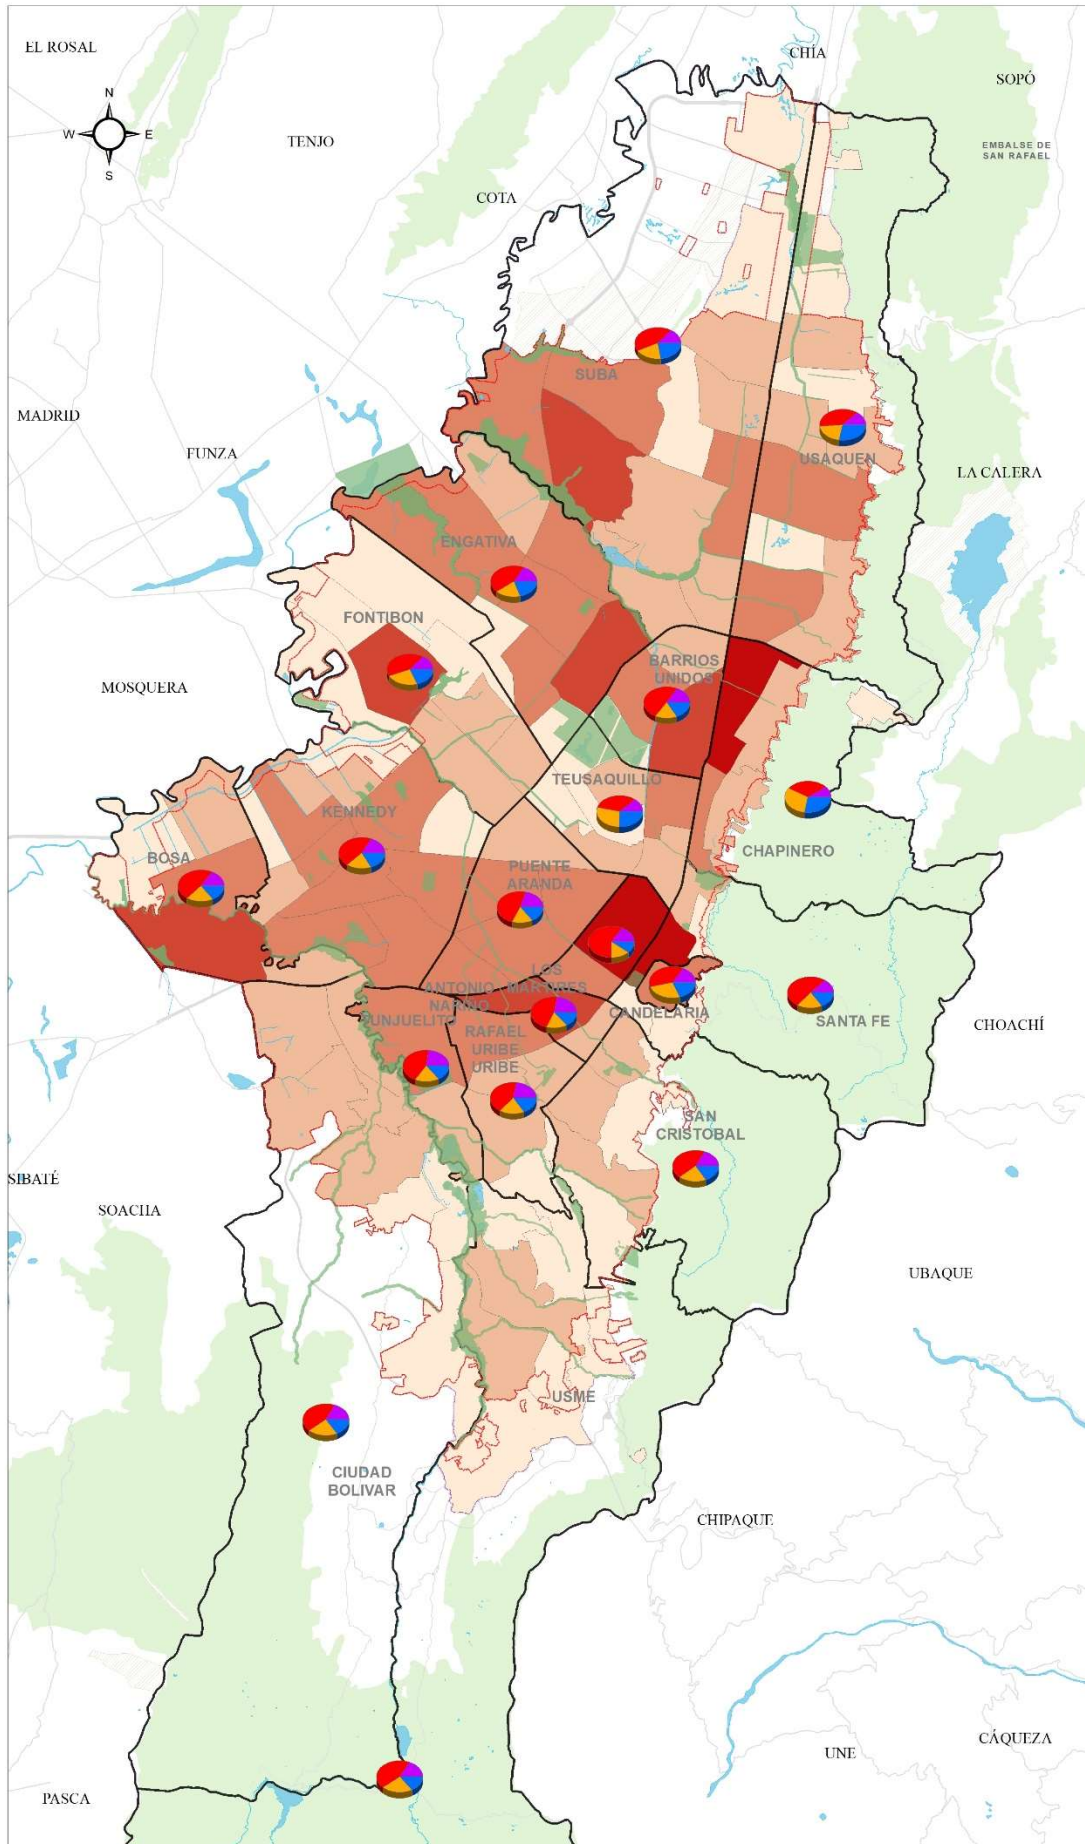 EL ROSAL
CHÍA
SOPÓ
N
W
E
S
TENJO
EMBALSE DE
SAN RAFAEL
COTA
SUBA
MADRID
FUNZA
USAQUEN
LA CALERA
ENGATIVA
FONTIBON
BARRIOS
UNIDOS
MOSQUERA
TEUSAQUILLO
KENNEDY
CHAPINERO
BOSA
PUENTE
ARANDA
LOS
MARTIRES
ANTONIO
NARIÑO
CANDELARIA
SANTA FE
CHOACHÍ
TUNJUELITO
RAFAEL
URIBE
URIBE
SAN
CRISTOBAL
SIBATÉ
SOACHA
UBAQUE
USME
CIUDAD
BOLIVAR
CHIPAQUE
CÁQUEZA
UNE
PASCA